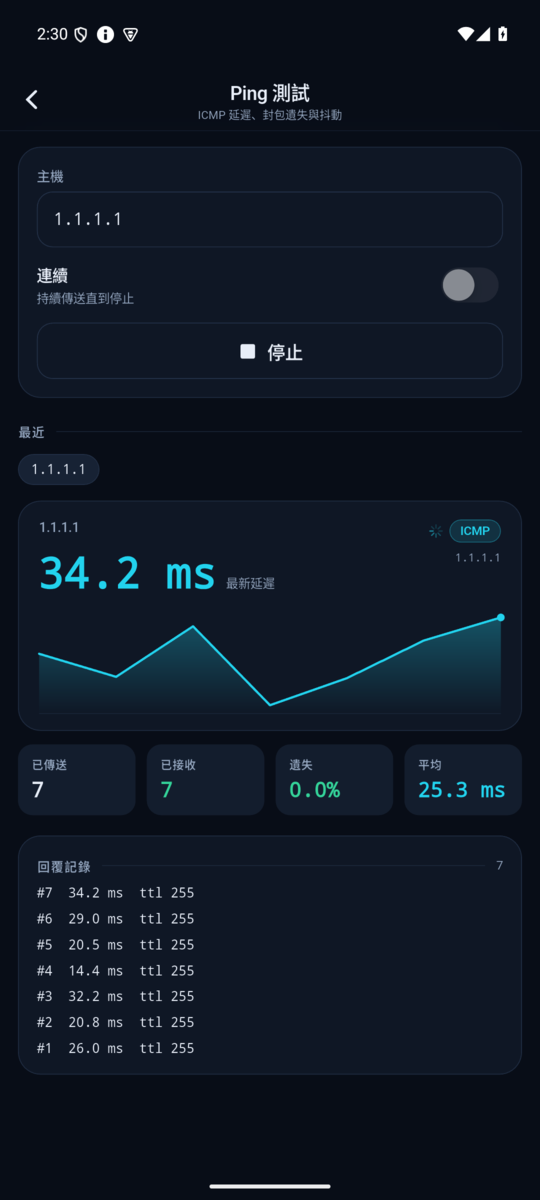 2:30
Ping 測試
ICMP 延遲、封包遺失與抖動
主機
1.1.1.1
連續
持續傳送直到停止
停止
最近
1.1.1.1
1.1.1.1
ICMP
34.2 ms 最新延遲
1.1.1.1
已傳送
7
已接收
7
遺失
0.0%
平均
25.3 ms
回覆記錄 7
#7 34.2 ms ttl 255
#6 29.0 ms ttl 255
#5 20.5 ms ttl 255
#4 14.4 ms ttl 255
#3 32.2 ms ttl 255
#2 20.8 ms ttl 255
#1 26.0 ms ttl 255